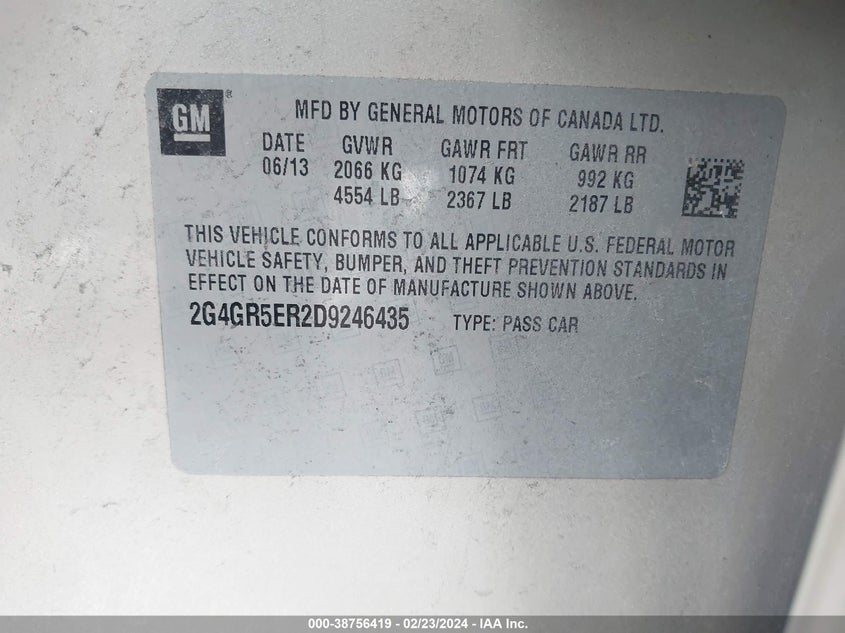 GM ®
MFD BY GENERAL MOTORS OF CANADA LTD.
DATE GVWR GAWR FRT GAWR RR
06/13 2066 KG 1074 KG 992 KG
4554 LB 2367 LB 2187 LB
THIS VEHICLE CONFORMS TO ALL APPLICABLE U.S. FEDERAL MOTOR
VEHICLE SAFETY, BUMPER, AND THEFT PREVENTION STANDARDS IN
EFFECT ON THE DATE OF MANUFACTURE SHOWN ABOVE.
2G4GR5ER2D9246435 TYPE: PASS CAR
000-38756419 - 02/23/2024 - IAA Inc.